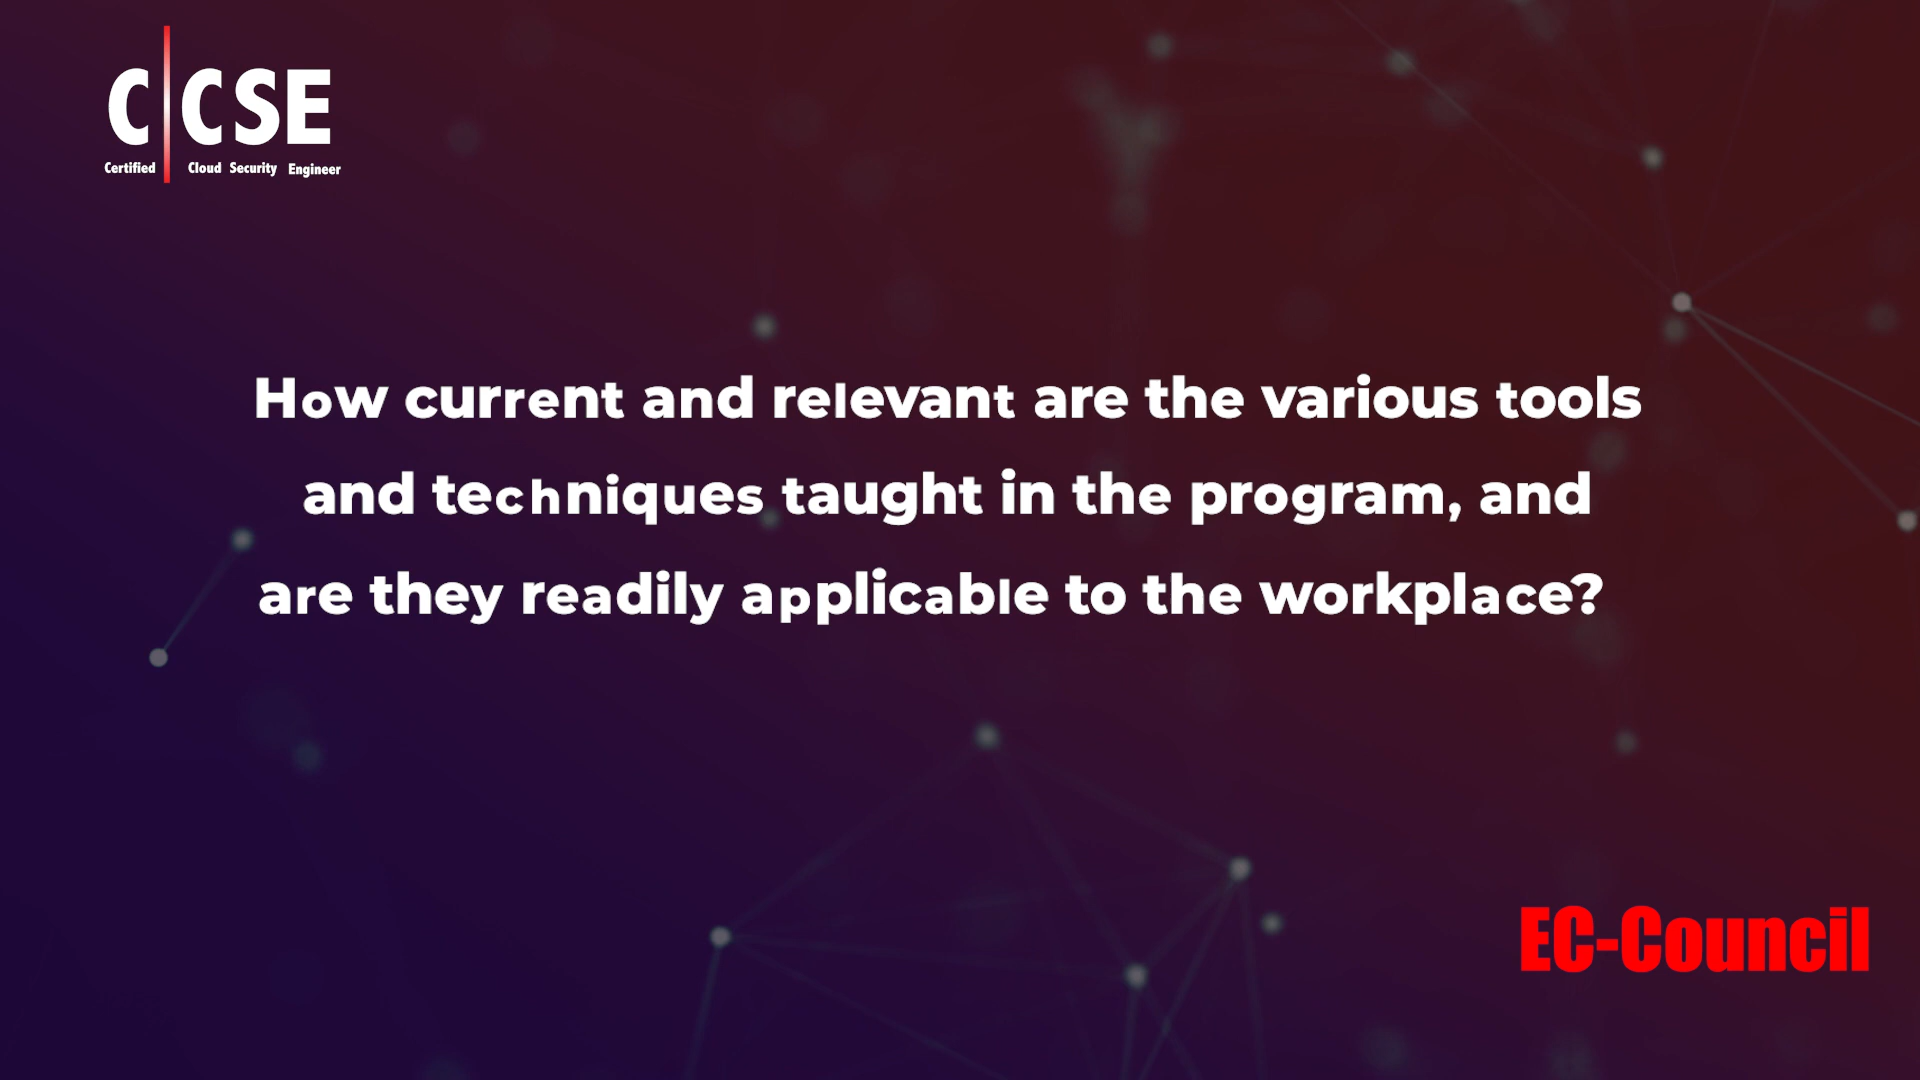 C|CSE
Certified Cloud Security Engineer
How current and relevant are the various tools
and techniques taught in the program, and
are they readily applicable to the workplace?
EC-Council